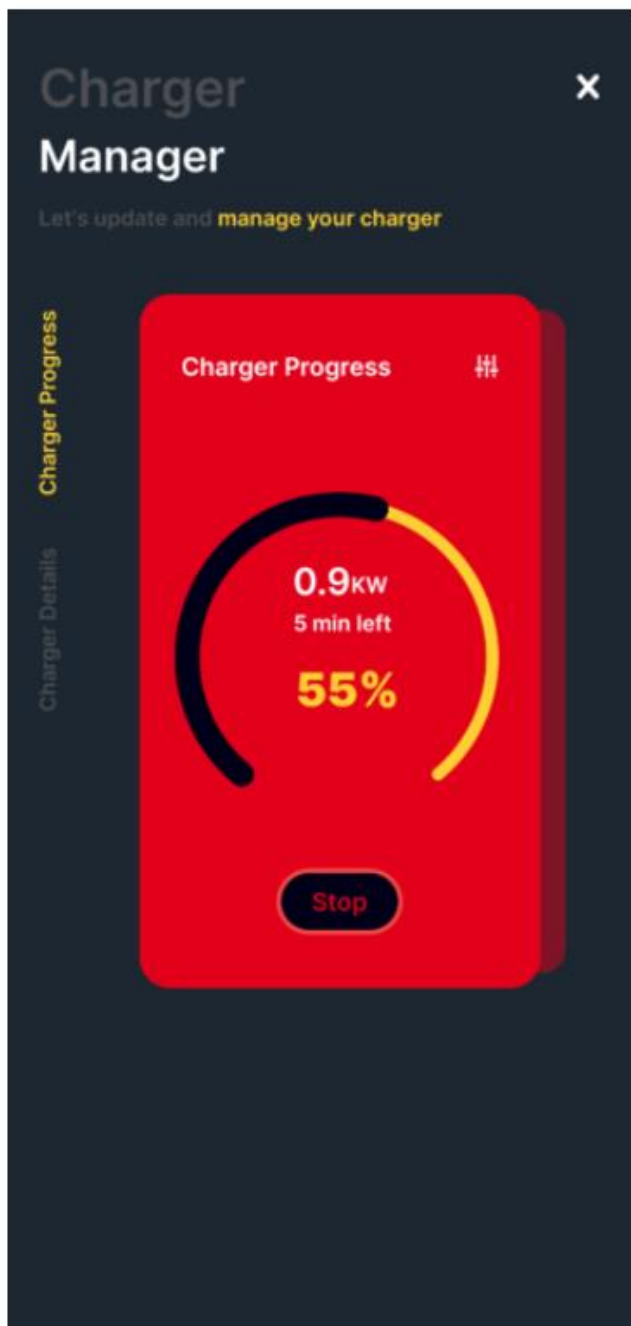 Charger
Manager
Let's update and manage your charger
Charger Progress
Charger Details
Charger Progress
0.9KW
5 min left
55%
Stop